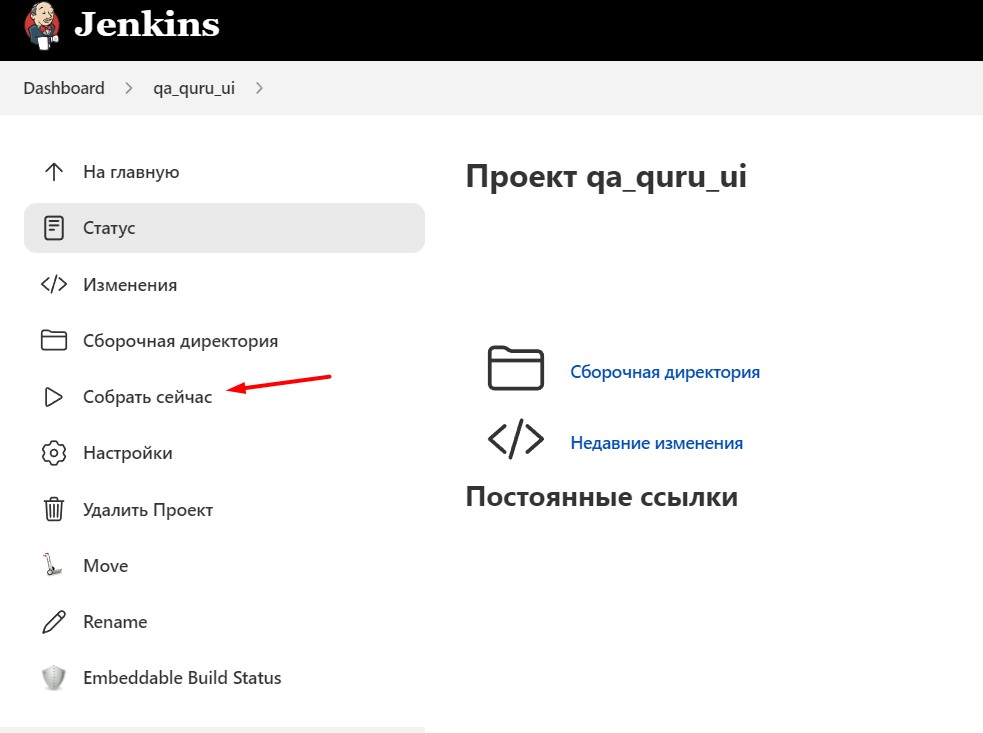 Jenkins
Dashboard > qa_quru_ui >
На главную
Статус
Изменения
Сборочная директория
Собрать сейчас
Настройки
Удалить Проект
Move
Rename
Embeddable Build Status
Проект qa_quru_ui
Сборочная директория
Недавние изменения
Постоянные ссылки